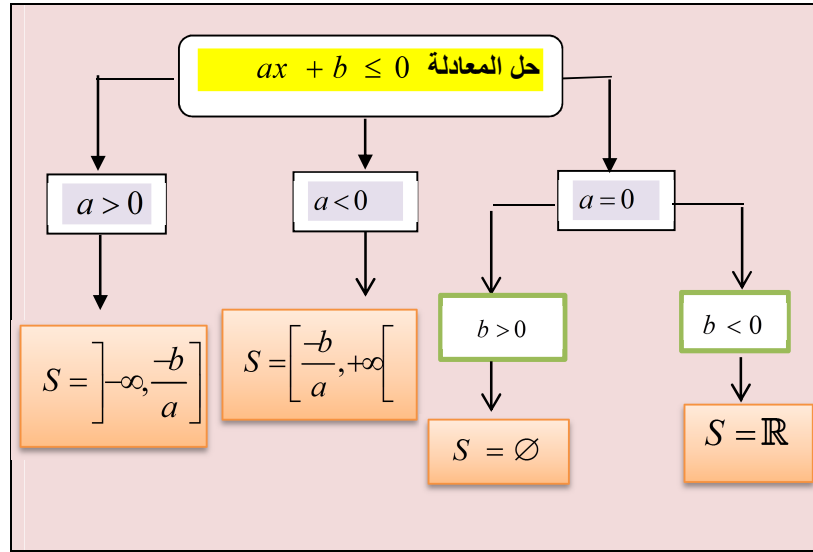 حل المعادلة ax + b ≤ 0
a > 0
a < 0
a = 0
b > 0
b < 0
S = ]−∞, −b/a]
S = [−b/a, +∞[
S = ∅
S = ℝ